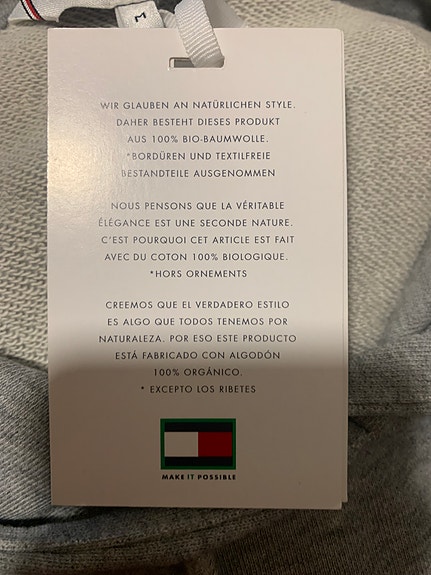 M
WIR GLAUBEN AN NATÜRLICHEN STYLE.
DAHER BESTEHT DIESES PRODUKT
AUS 100% BIO-BAUMWOLLE.
*BORDÜREN UND TEXTILFREIE
BESTANDTEILE AUSGENOMMEN
NOUS PENSONS QUE LA VÉRITABLE
ÉLÉGANCE EST UNE SECONDE NATURE.
C'EST POURQUOI CET ARTICLE EST FAIT
AVEC DU COTON 100% BIOLOGIQUE.
*HORS ORNEMENTS
CREEMOS QUE EL VERDADERO ESTILO
ES ALGO QUE TODOS TENEMOS POR
NATURALEZA. POR ESO ESTE PRODUCTO
ESTÁ FABRICADO CON ALGODÓN
100% ORGÁNICO.
* EXCEPTO LOS RIBETES
MAKE IT POSSIBLE